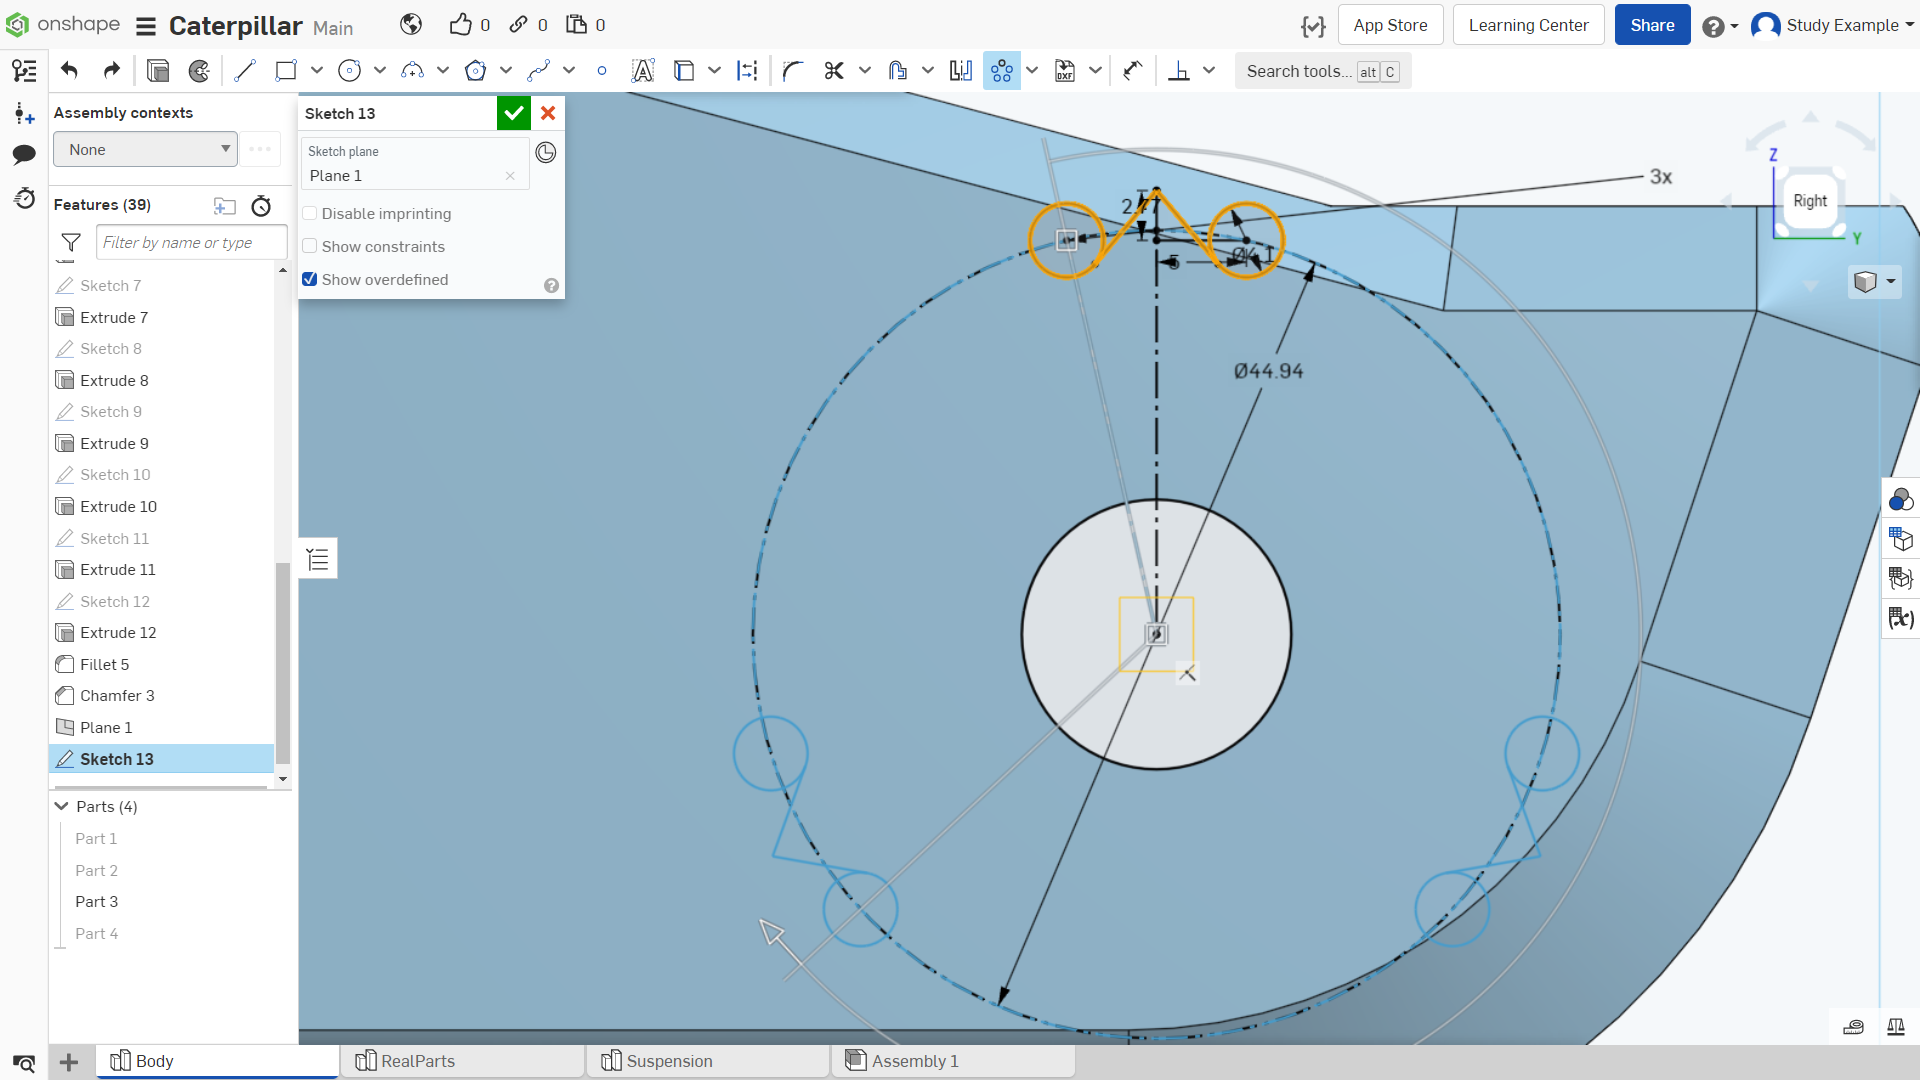 onshape Caterpillar Main 0 0 0 App Store Learning Center Share Study Example
Search tools... alt C
Assembly contexts
None
Features (39)
Filter by name or type
Sketch 7
Extrude 7
Sketch 8
Extrude 8
Sketch 9
Extrude 9
Sketch 10
Extrude 10
Sketch 11
Extrude 11
Sketch 12
Extrude 12
Fillet 5
Chamfer 3
Plane 1
Sketch 13
Parts (4)
Part 1
Part 2
Part 3
Part 4
Sketch 13
Sketch plane
Plane 1
Disable imprinting
Show constraints
Show overdefined
3x
5
Ø4.1
Ø44.94
Z
Right
Y
Body RealParts Suspension Assembly 1